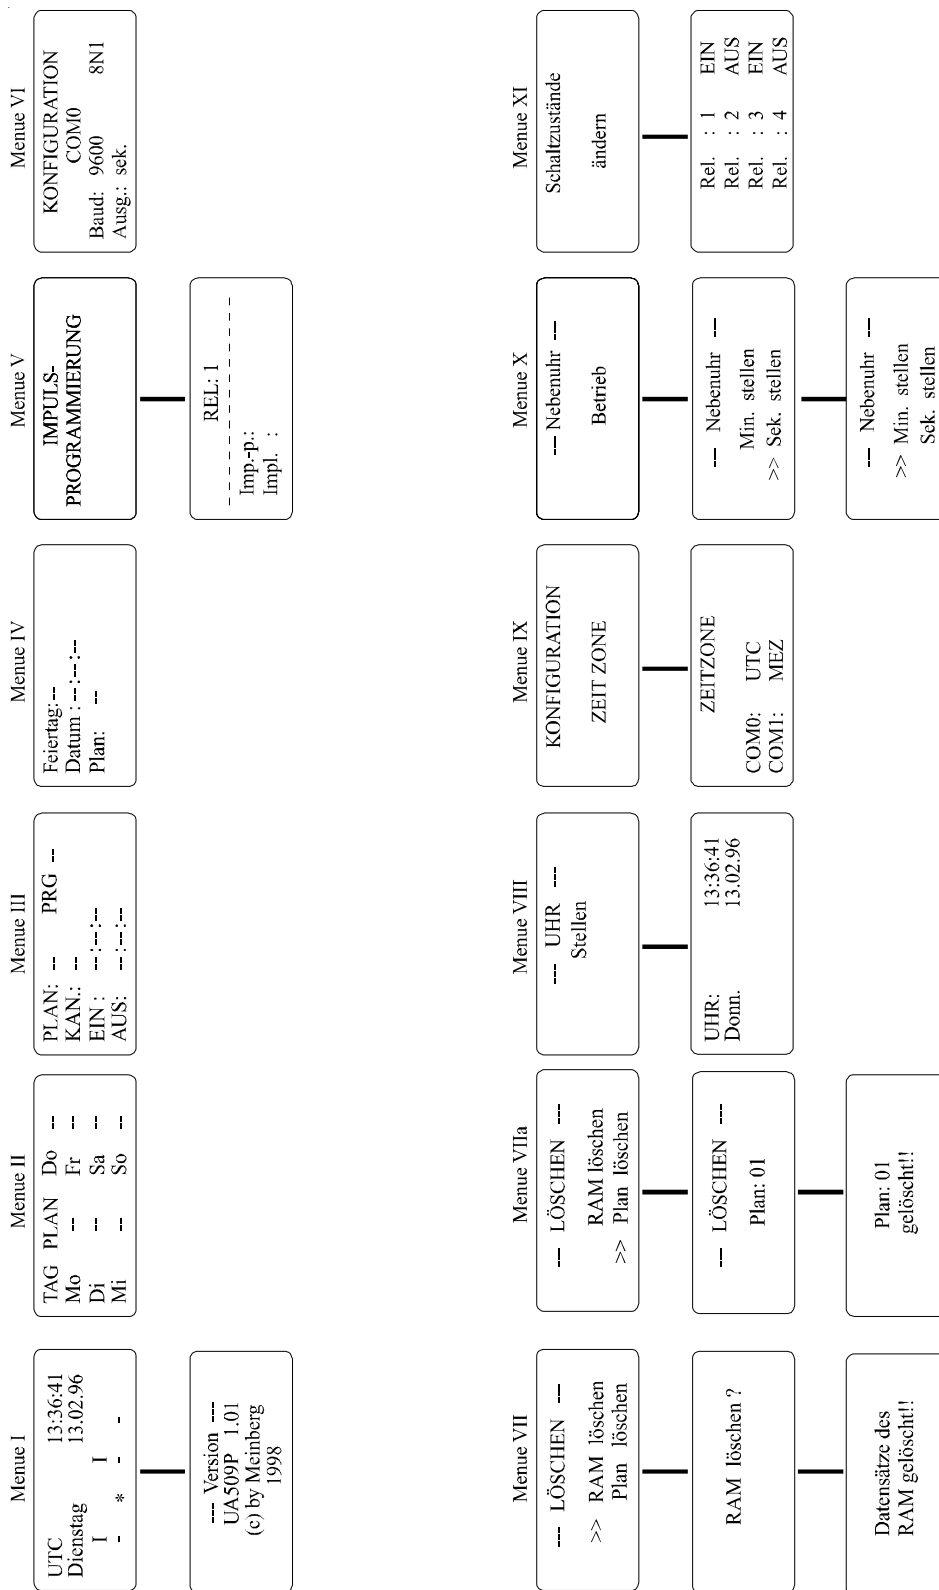 Menue I
UTC 13:36:41
Dienstag 13.02.96
I I
- * - -
--- Version ---
UA509P 1.01
(c) by Meinberg
1998
Menue II
TAG PLAN Do --
Mo -- Fr --
Di -- Sa --
Mi -- So --
Menue III
PLAN: -- PRG --
KAN.: --
EIN : --:--:--
AUS: --:--:--
Menue IV
Feiertag:--
Datum : --:--:--
Plan: --
Menue V
IMPULS-
PROGRAMMIERUNG
REL: 1
- - - - - - - - - - - - - - - - - -
Imp.-p.:
Impl. :
Menue VI
KONFIGURATION
COM0
Baud: 9600 8N1
Ausg.: sek.
Menue VII
--- LÖSCHEN ---
>> RAM löschen
Plan löschen
RAM löschen ?
Datensätze des
RAM gelöscht!!
Menue VIIa
--- LÖSCHEN ---
RAM löschen
>> Plan löschen
--- LÖSCHEN ---
Plan: 01
Plan: 01
gelöscht!!
Menue VIII
--- UHR ---
Stellen
UHR: 13:36:41
Donn. 13.02.96
Menue IX
KONFIGURATION
ZEIT ZONE
ZEITZONE
COM0: UTC
COM1: MEZ
Menue X
--- Nebenuhr ---
Betrieb
--- Nebenuhr ---
Min. stellen
>> Sek. stellen
--- Nebenuhr ---
>> Min. stellen
Sek. stellen
Menue XI
Schaltzustände
ändern
Rel. : 1 EIN
Rel. : 2 AUS
Rel. : 3 EIN
Rel. : 4 AUS